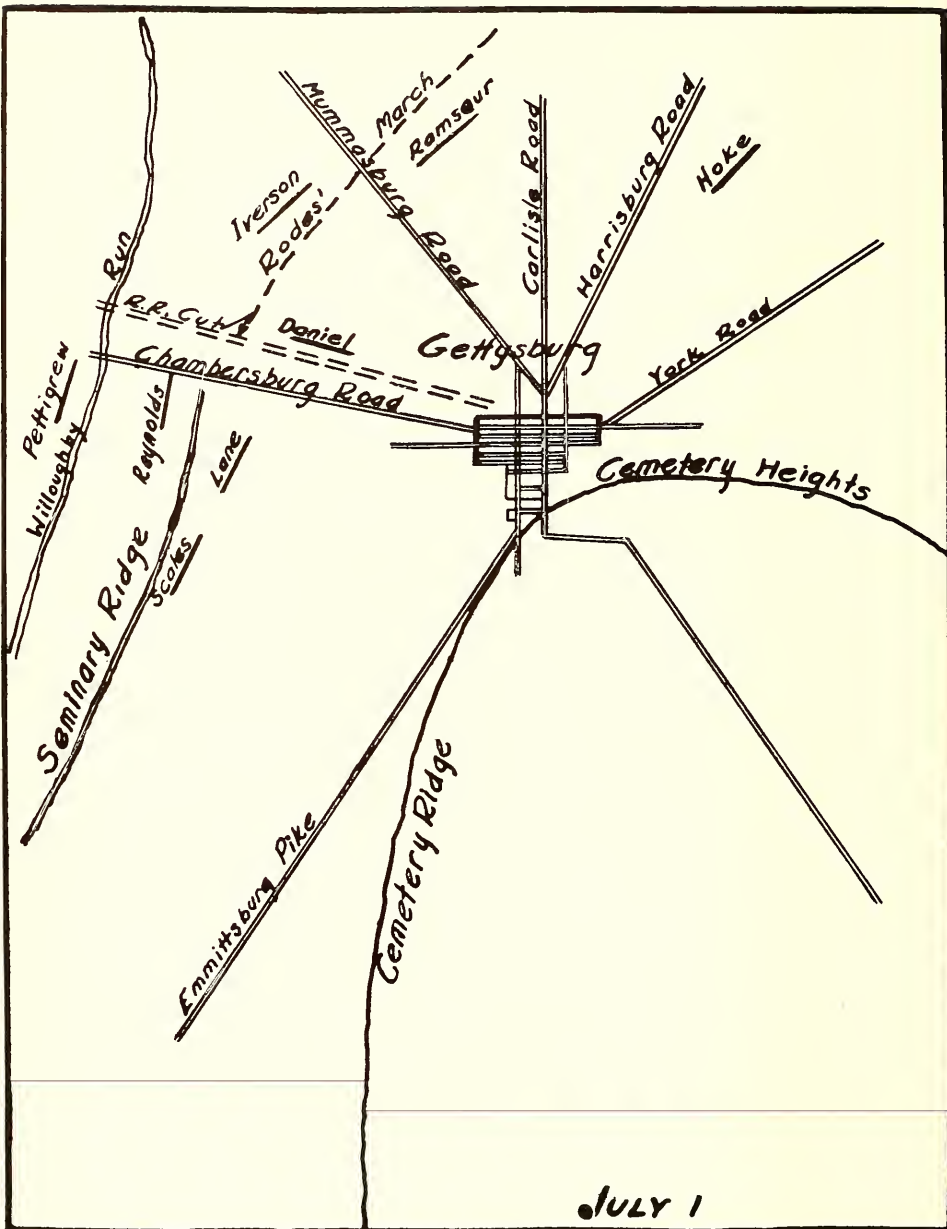 Mummasburg Road
March
Ramsaur
Carlisle Road
Harrisburg Road
Hoke
Iverson
Rodes'
Run
R.R. Cut
Daniel
Gettysburg
York Road
Chambersburg Road
Pettigrew
Willoughby
Reynolds
Lane
Scales
Seminary Ridge
Cemetery Heights
Cemetery Ridge
Emmittsburg Pike
JULY 1